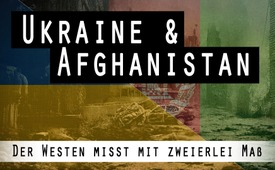 UKRAINE &
AFGHANISTAN
DER WESTEN MISST MIT ZWEIERLEI MAß